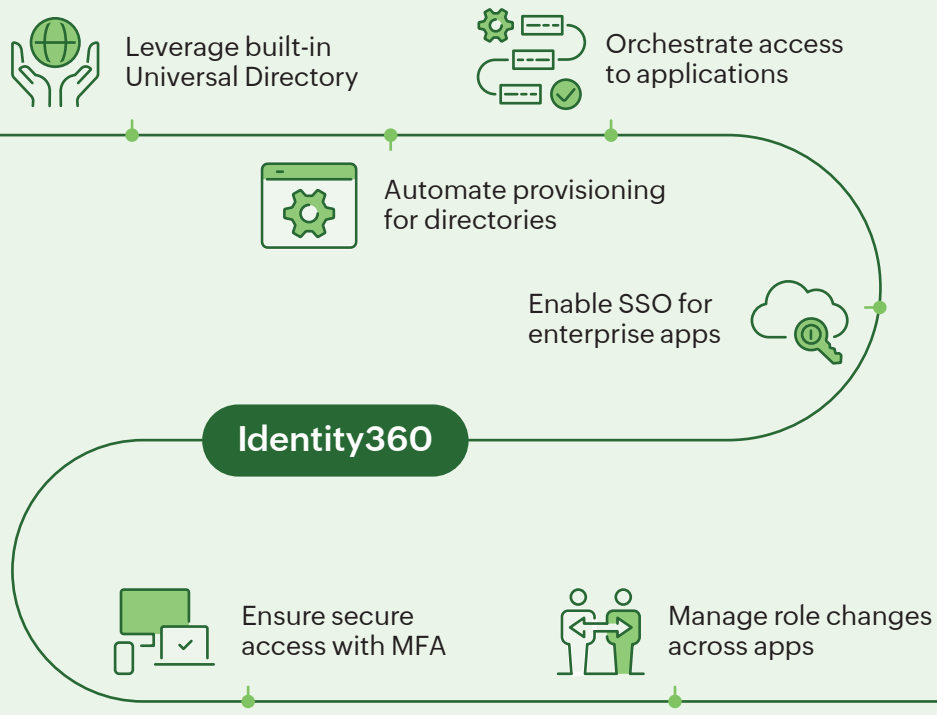 Leverage built-in
Universal Directory
Automate provisioning
for directories
Orchestrate access
to applications
Enable SSO for
enterprise apps
Identity360
Ensure secure
access with MFA
Manage role changes
across apps